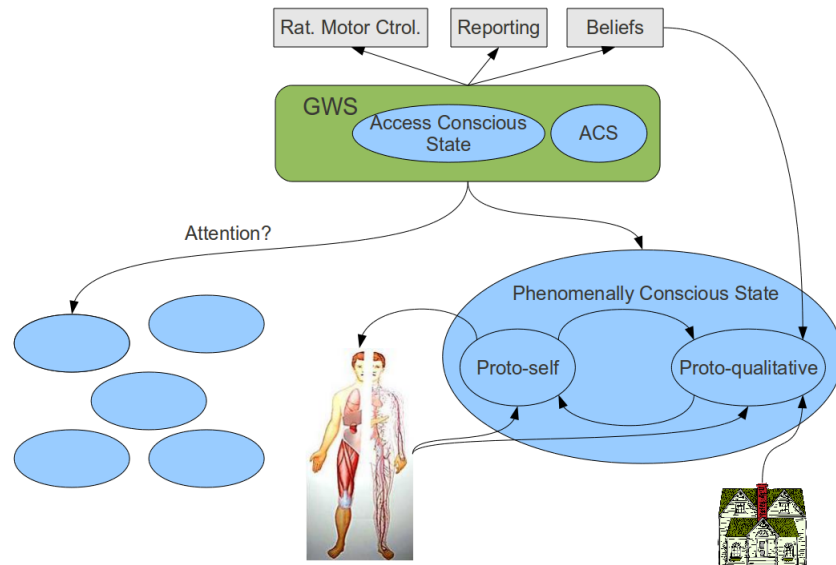 Rat. Motor Ctrol.
Reporting
Beliefs
GWS
Access Conscious
State
ACS
Attention?
Phenomenally Conscious State
Proto-self
Proto-qualitative